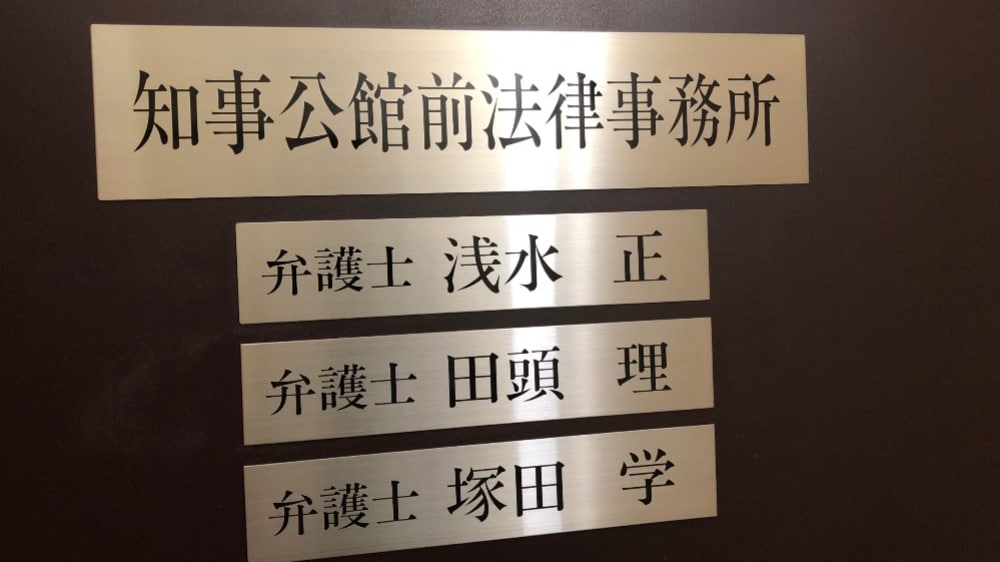 知事公館前法律事務所
弁護士 浅水 正
弁護士 田頭 理
弁護士 塚田 学